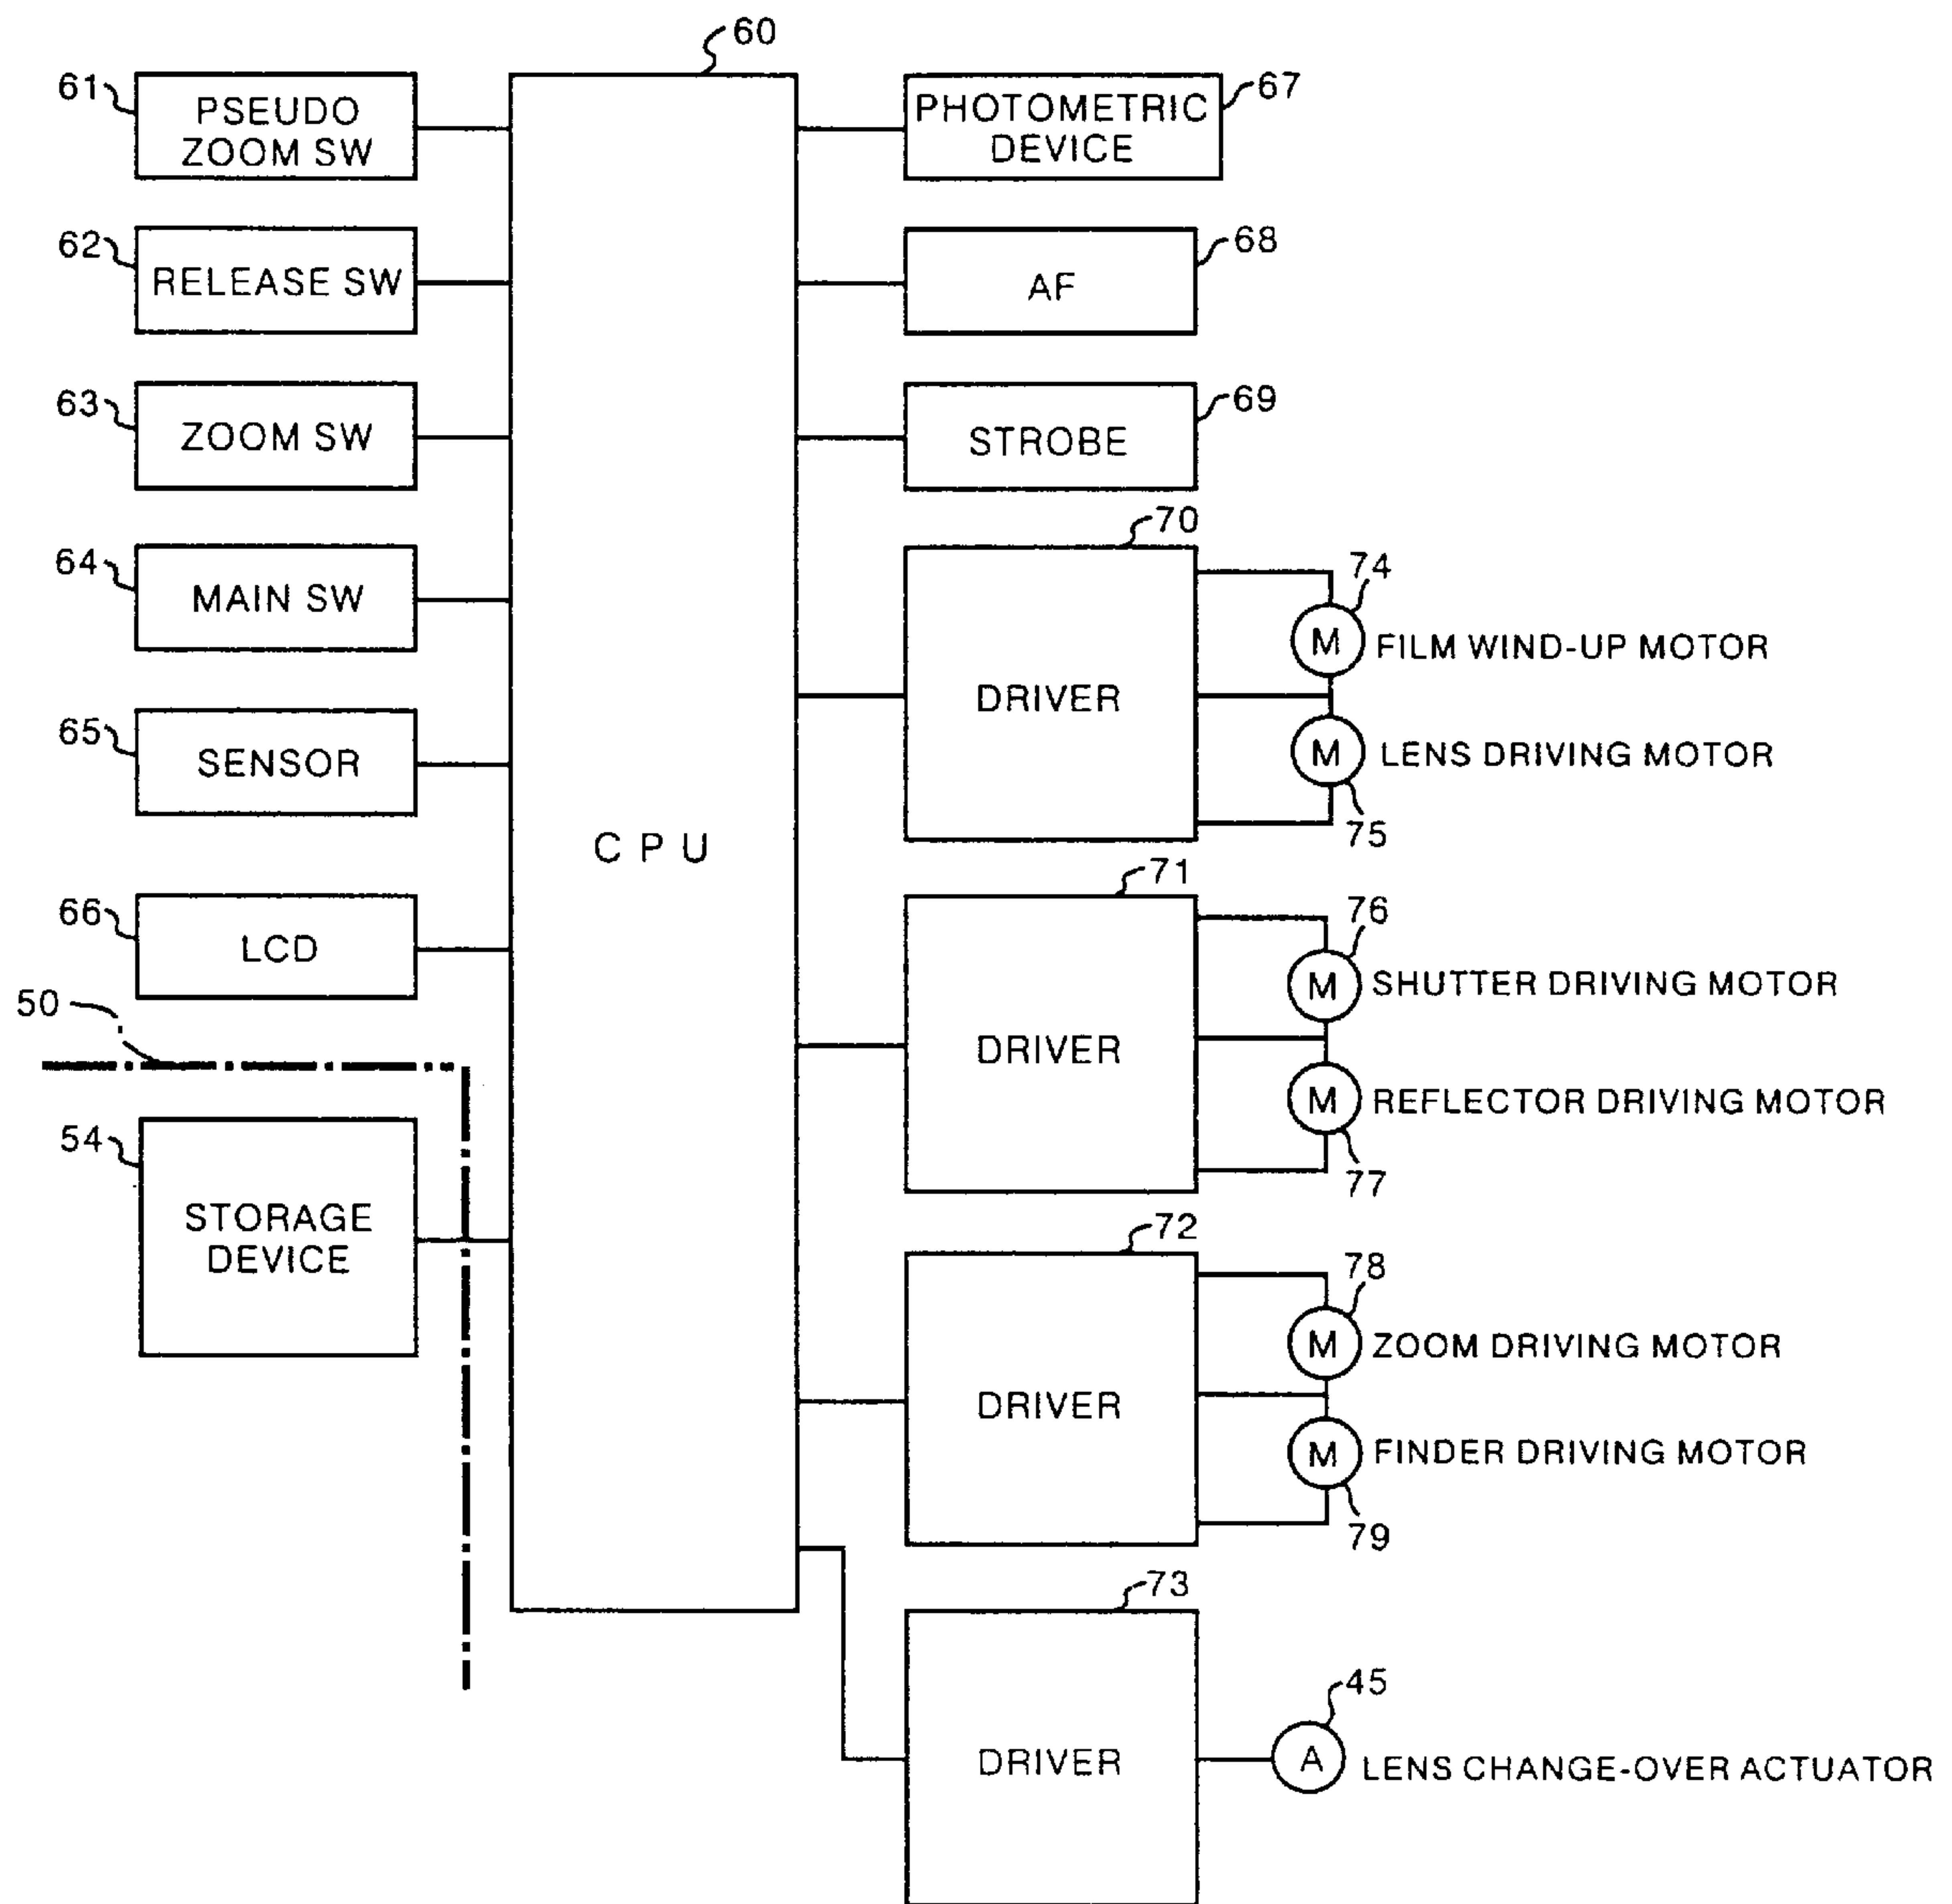 60
61
PSEUDO
ZOOM SW
62
RELEASE SW
63
ZOOM SW
64
MAIN SW
65
SENSOR
66
LCD
50
54
STORAGE
DEVICE
C P U
PHOTOMETRIC
DEVICE
67
AF
68
STROBE
69
70
DRIVER
74
M
FILM WIND-UP MOTOR
M
LENS DRIVING MOTOR
75
71
DRIVER
76
M
SHUTTER DRIVING MOTOR
M
REFLECTOR DRIVING MOTOR
77
72
DRIVER
78
M
ZOOM DRIVING MOTOR
M
FINDER DRIVING MOTOR
79
73
DRIVER
45
A
LENS CHANGE-OVER ACTUATOR